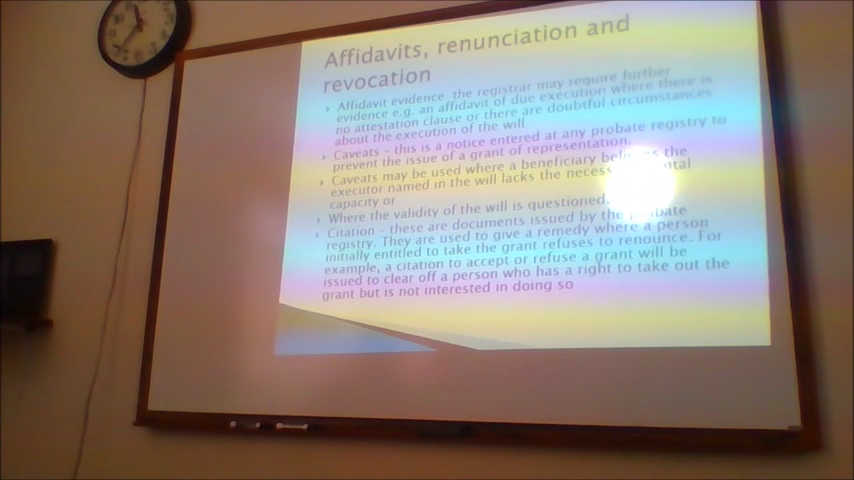 Affidavits, renunciation and
revocation
Affidavit evidence the registrar may require further
evidence e.g. an affidavit of due execution where there is
no attestation clause or there are doubtful circumstances
about the execution of the will
Caveats – this is a notice entered at any probate registry to
prevent the issue of a grant of representation.
Caveats may be used where a beneficiary the
executor named in the will lacks the
capacity or
Where the validity of the will is questioned.
Citation – these are documents issued by the
registry. They are used to give a remedy where a person
initially entitled to take the grant refuses to renounce. For
example, a citation to accept or refuse a grant will be
issued to clear off a person who has a right to take out the
grant but is not interested in doing so